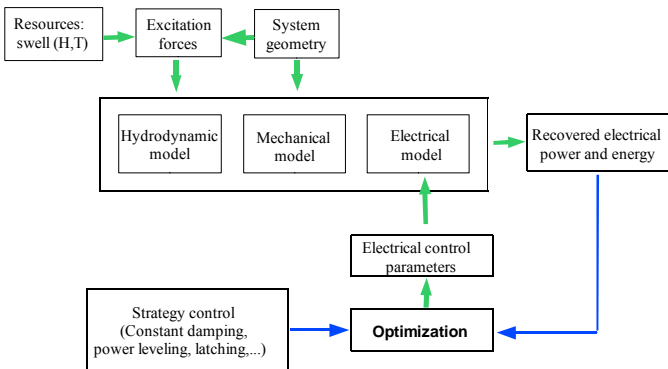 Resources:
swell (H,T)
Excitation
forces
System
geometry
Hydrodynamic
model
Mechanical
model
Electrical
model
Recovered electrical
power and energy
Electrical control
parameters
Strategy control
(Constant damping,
power leveling, latching,...)
Optimization